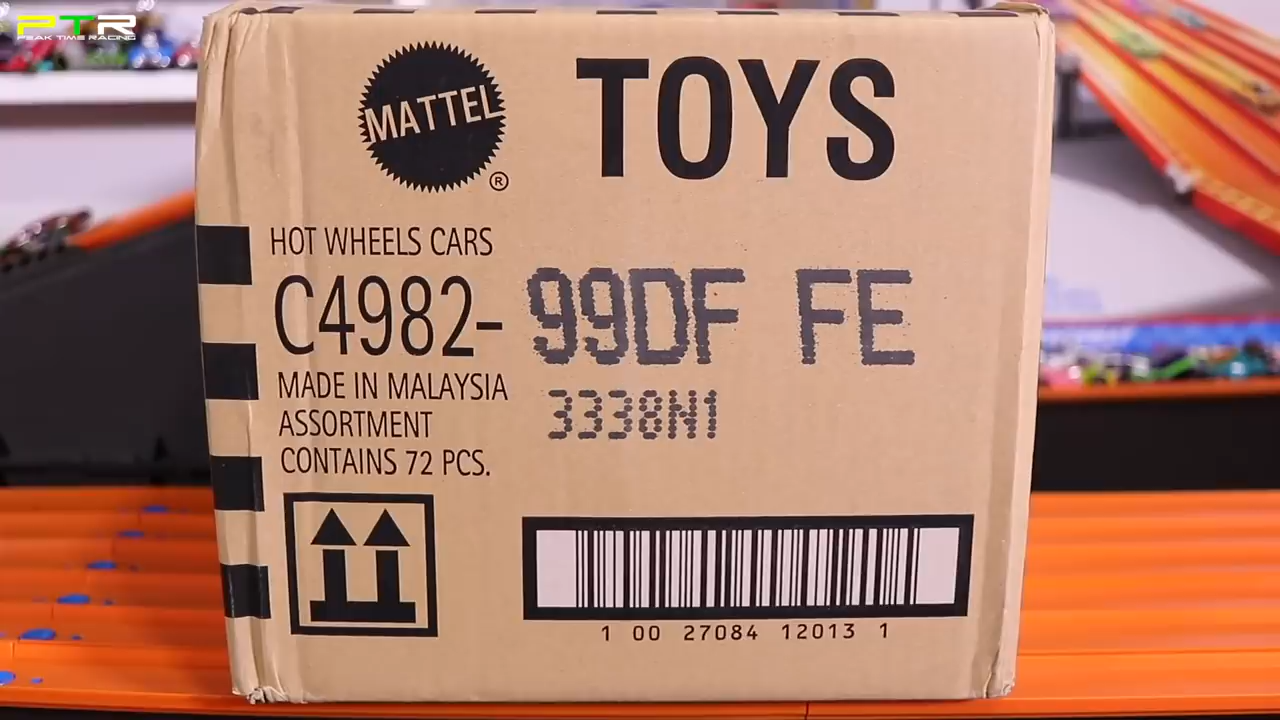 PTR
PEAK TIME RACING
MATTEL ® TOYS
HOT WHEELS CARS
C4982- 99DF FE
MADE IN MALAYSIA 3338N1
ASSORTMENT
CONTAINS 72 PCS.
1 00 27084 12013 1